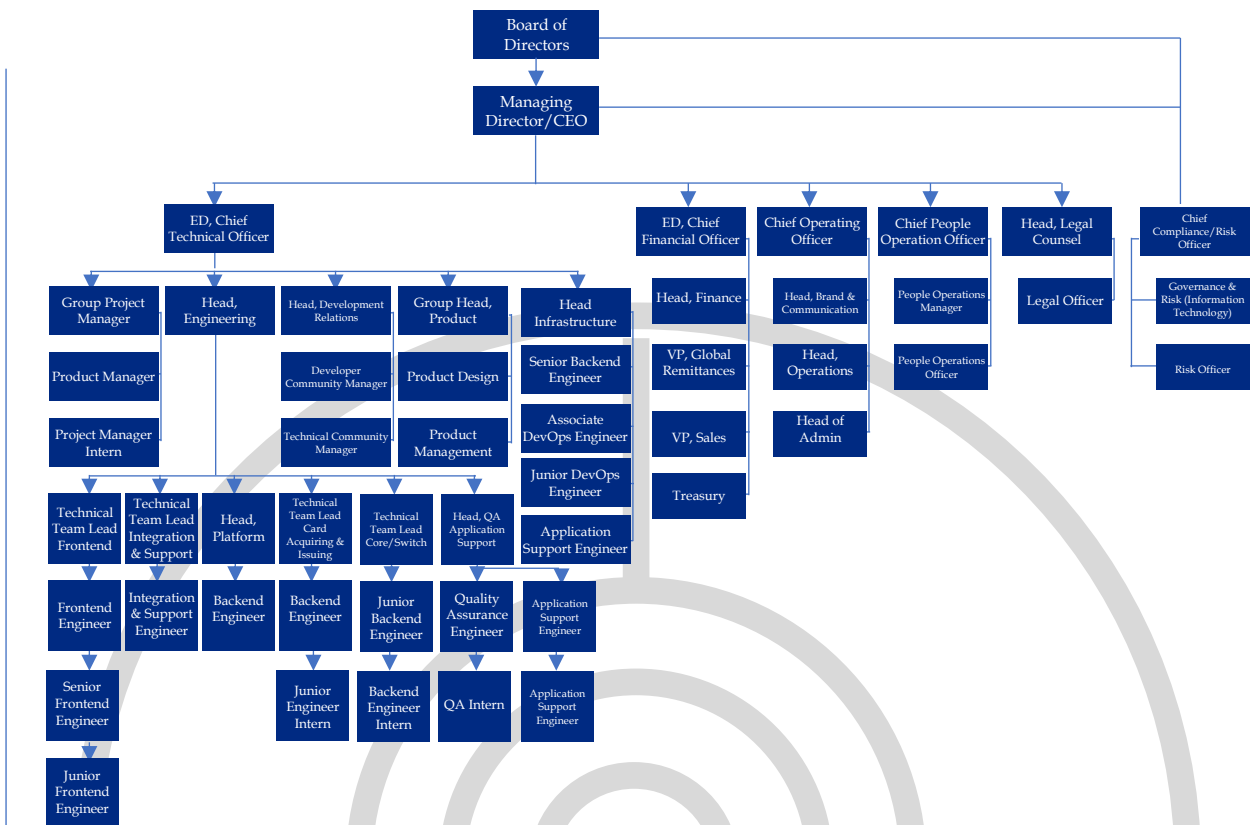 Board of
Directors
Managing
Director/CEO
ED, Chief
Technical Officer
ED, Chief
Financial Officer
Chief Operating
Officer
Chief People
Operation Officer
Head, Legal
Counsel
Chief
Compliance/Risk
Officer
Group Project
Manager
Head,
Engineering
Head, Development
Relations
Group Head,
Product
Head
Infrastructure
Head, Finance
Head, Brand &
Communication
People Operations
Manager
Legal Officer
Governance &
Risk (Information
Technology)
Product Manager
Developer
Community Manager
Product Design
Senior Backend
Engineer
VP, Global
Remittances
Head,
Operations
People Operations
Officer
Risk Officer
Project Manager
Intern
Technical Community
Manager
Product
Management
Associate
DevOps Engineer
VP, Sales
Head of
Admin
Junior DevOps
Engineer
Treasury
Technical
Team Lead
Frontend
Technical
Team Lead
Integration
& Support
Head,
Platform
Technical
Team Lead
Card
Acquiring &
Issuing
Technical
Team Lead
Core/Switch
Head, QA
Application
Support
Application
Support Engineer
Frontend
Engineer
Integration
& Support
Engineer
Backend
Engineer
Backend
Engineer
Junior
Backend
Engineer
Quality
Assurance
Engineer
Application
Support
Engineer
Senior
Frontend
Engineer
Junior
Engineer
Intern
Backend
Engineer
Intern
QA Intern
Application
Support
Engineer
Junior
Frontend
Engineer